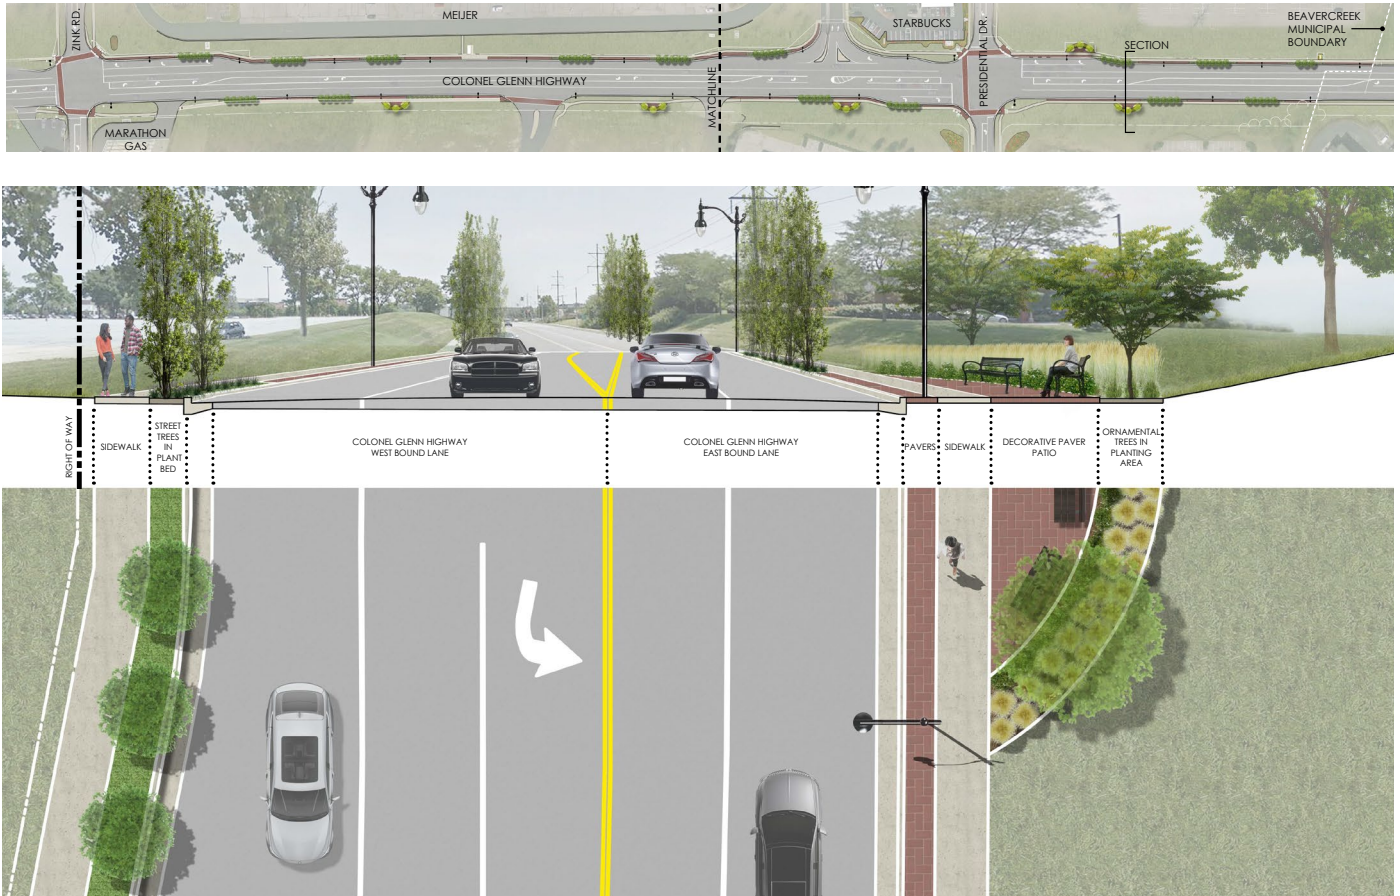 ZINK RD.
MEIJER
COLONEL GLENN HIGHWAY
MARATHON
GAS
MATCHLINE
STARBUCKS
PRESIDENTIAL DR.
SECTION
BEAVERCREEK
MUNICIPAL
BOUNDARY
RIGHT OF WAY
SIDEWALK
STREET
TREES
IN
PLANT
BED
COLONEL GLENN HIGHWAY
WEST BOUND LANE
COLONEL GLENN HIGHWAY
EAST BOUND LANE
PAVERS
SIDEWALK
DECORATIVE PAVER
PATIO
ORNAMENTAL
TREES IN
PLANTING
AREA